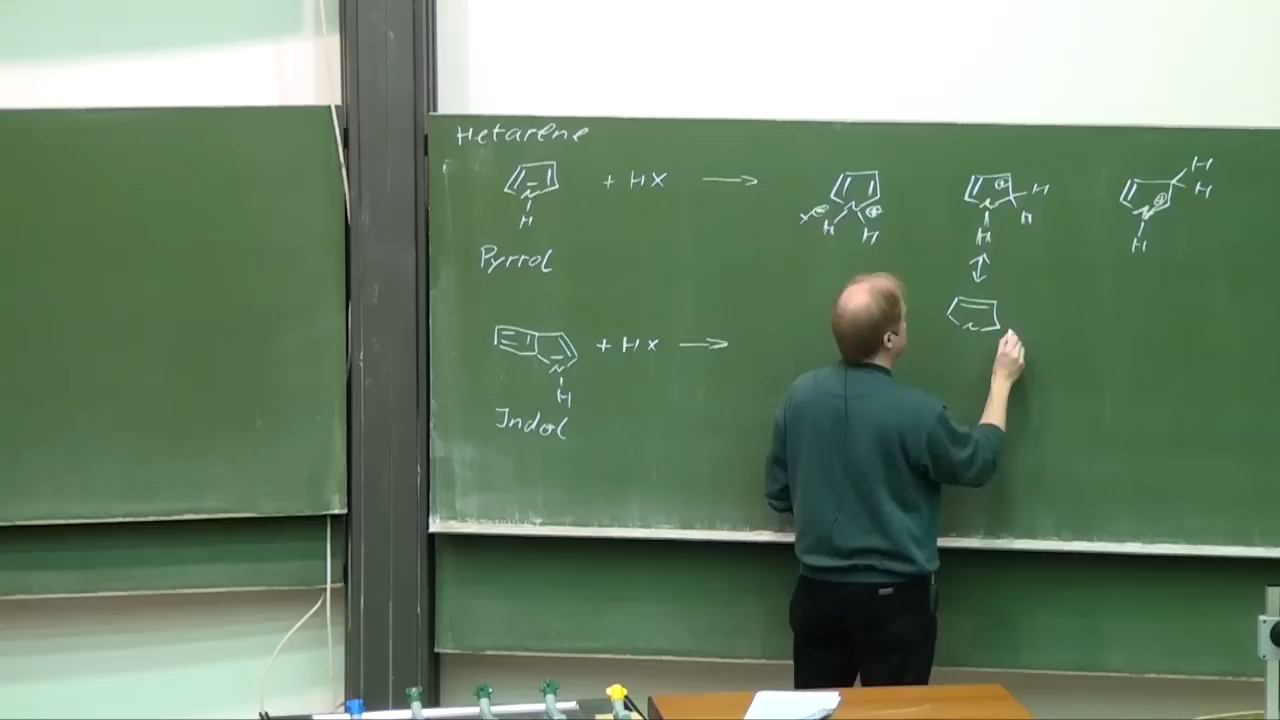 Hetarene
N
H
+ HX
X ⊖ N ⊕
H H
N ⊕ H
H H
N ⊕ H
H H
Pyrrol
N
N
H
+ HX
Indol